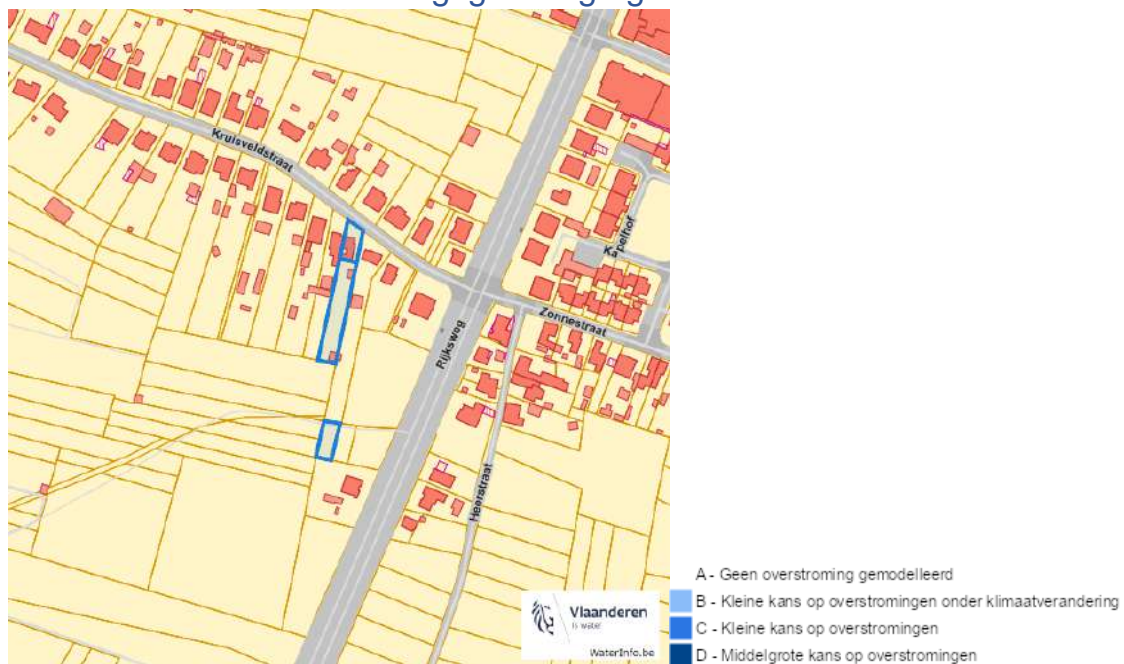 Kruisveldstraat
Kapelhof
Zonnestraat
Rijksweg
Heerstraat
Vlaanderen
is water
WaterInfo.be
A - Geen overstroming gemodelleerd
B - Kleine kans op overstromingen onder klimaatverandering
C - Kleine kans op overstromingen
D - Middelgrote kans op overstromingen